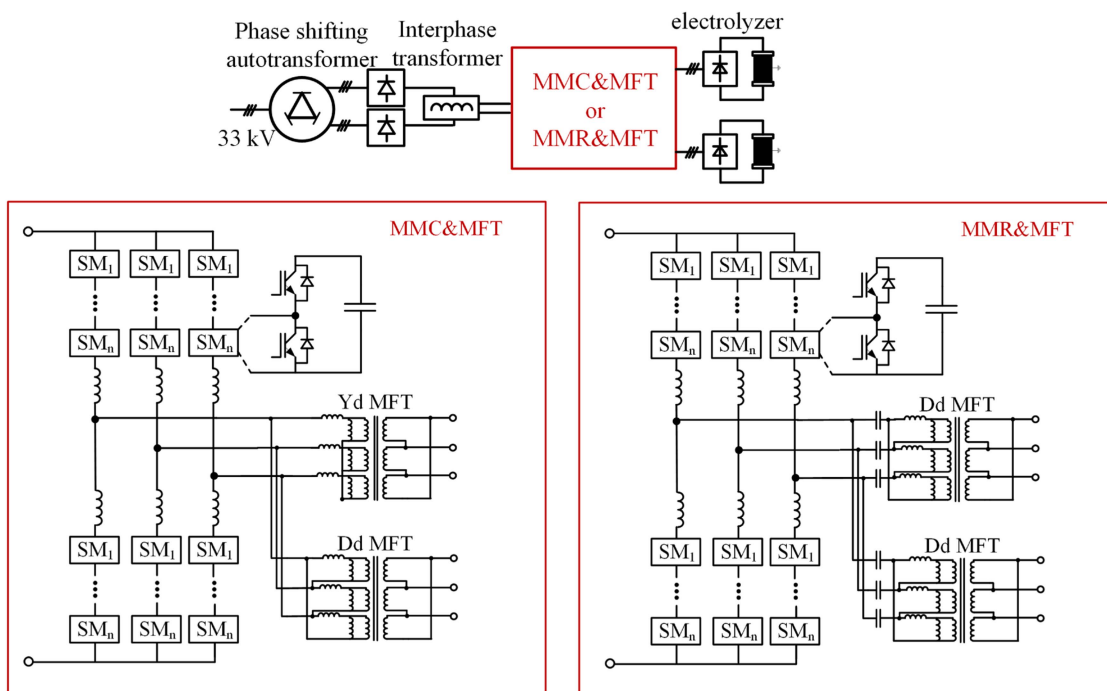 Phase shifting
autotransformer
Interphase
transformer
electrolyzer
33 kV
MMC&MFT
or
MMR&MFT
MMC&MFT
SM₁ SM₁ SM₁
SMₙ SMₙ SMₙ
Yd MFT
Dd MFT
SM₁ SM₁ SM₁
SMₙ SMₙ SMₙ
MMR&MFT
SM₁ SM₁ SM₁
SMₙ SMₙ SMₙ
Dd MFT
Dd MFT
SM₁ SM₁ SM₁
SMₙ SMₙ SMₙ